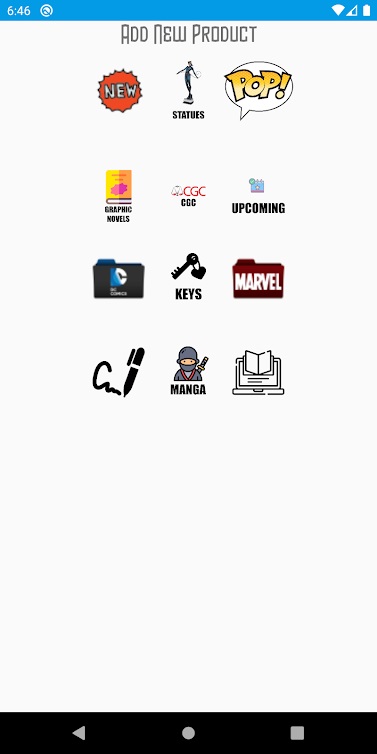 6:46
Add New Product
NEW
STATUES
POP!
GRAPHIC
NOVELS
CGC
CGC
UPCOMING
DC
COMICS
KEYS
MARVEL
MANGA